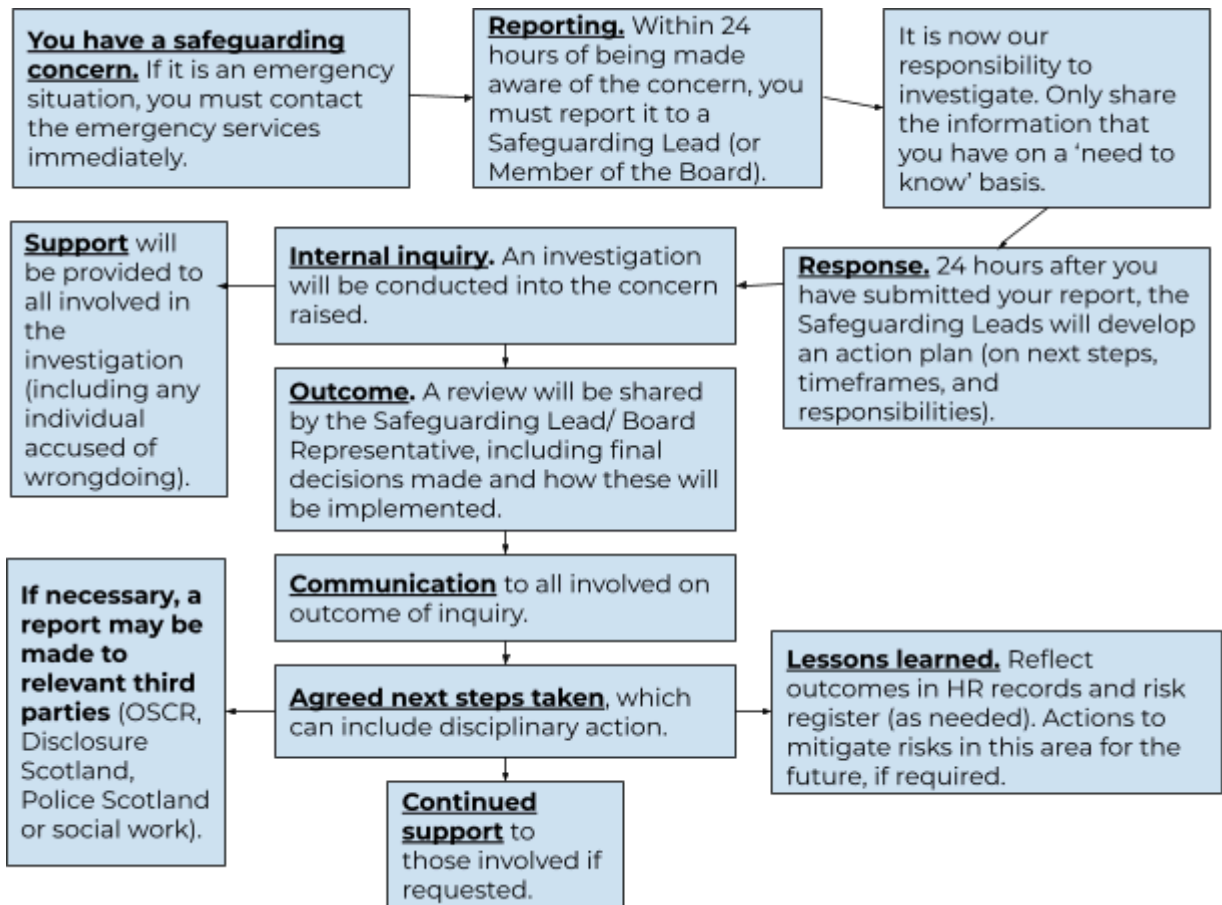 You have a safeguarding
concern. If it is an emergency
situation, you must contact
the emergency services
immediately.
Reporting. Within 24
hours of being made
aware of the concern, you
must report it to a
Safeguarding Lead (or
Member of the Board).
It is now our
responsibility to
investigate. Only share
the information that
you have on a ‘need to
know’ basis.
Response. 24 hours after you
have submitted your report, the
Safeguarding Leads will develop
an action plan (on next steps,
timeframes, and
responsibilities).
Internal inquiry. An investigation
will be conducted into the concern
raised.
Support will
be provided to
all involved in
the
investigation
(including any
individual
accused of
wrongdoing).
Outcome. A review will be shared
by the Safeguarding Lead/ Board
Representative, including final
decisions made and how these will
be implemented.
Communication to all involved on
outcome of inquiry.
Agreed next steps taken, which
can include disciplinary action.
If necessary, a
report may be
made to
relevant third
parties (OSCR,
Disclosure
Scotland,
Police Scotland
or social work).
Lessons learned. Reflect
outcomes in HR records and risk
register (as needed). Actions to
mitigate risks in this area for the
future, if required.
Continued
support to
those involved if
requested.